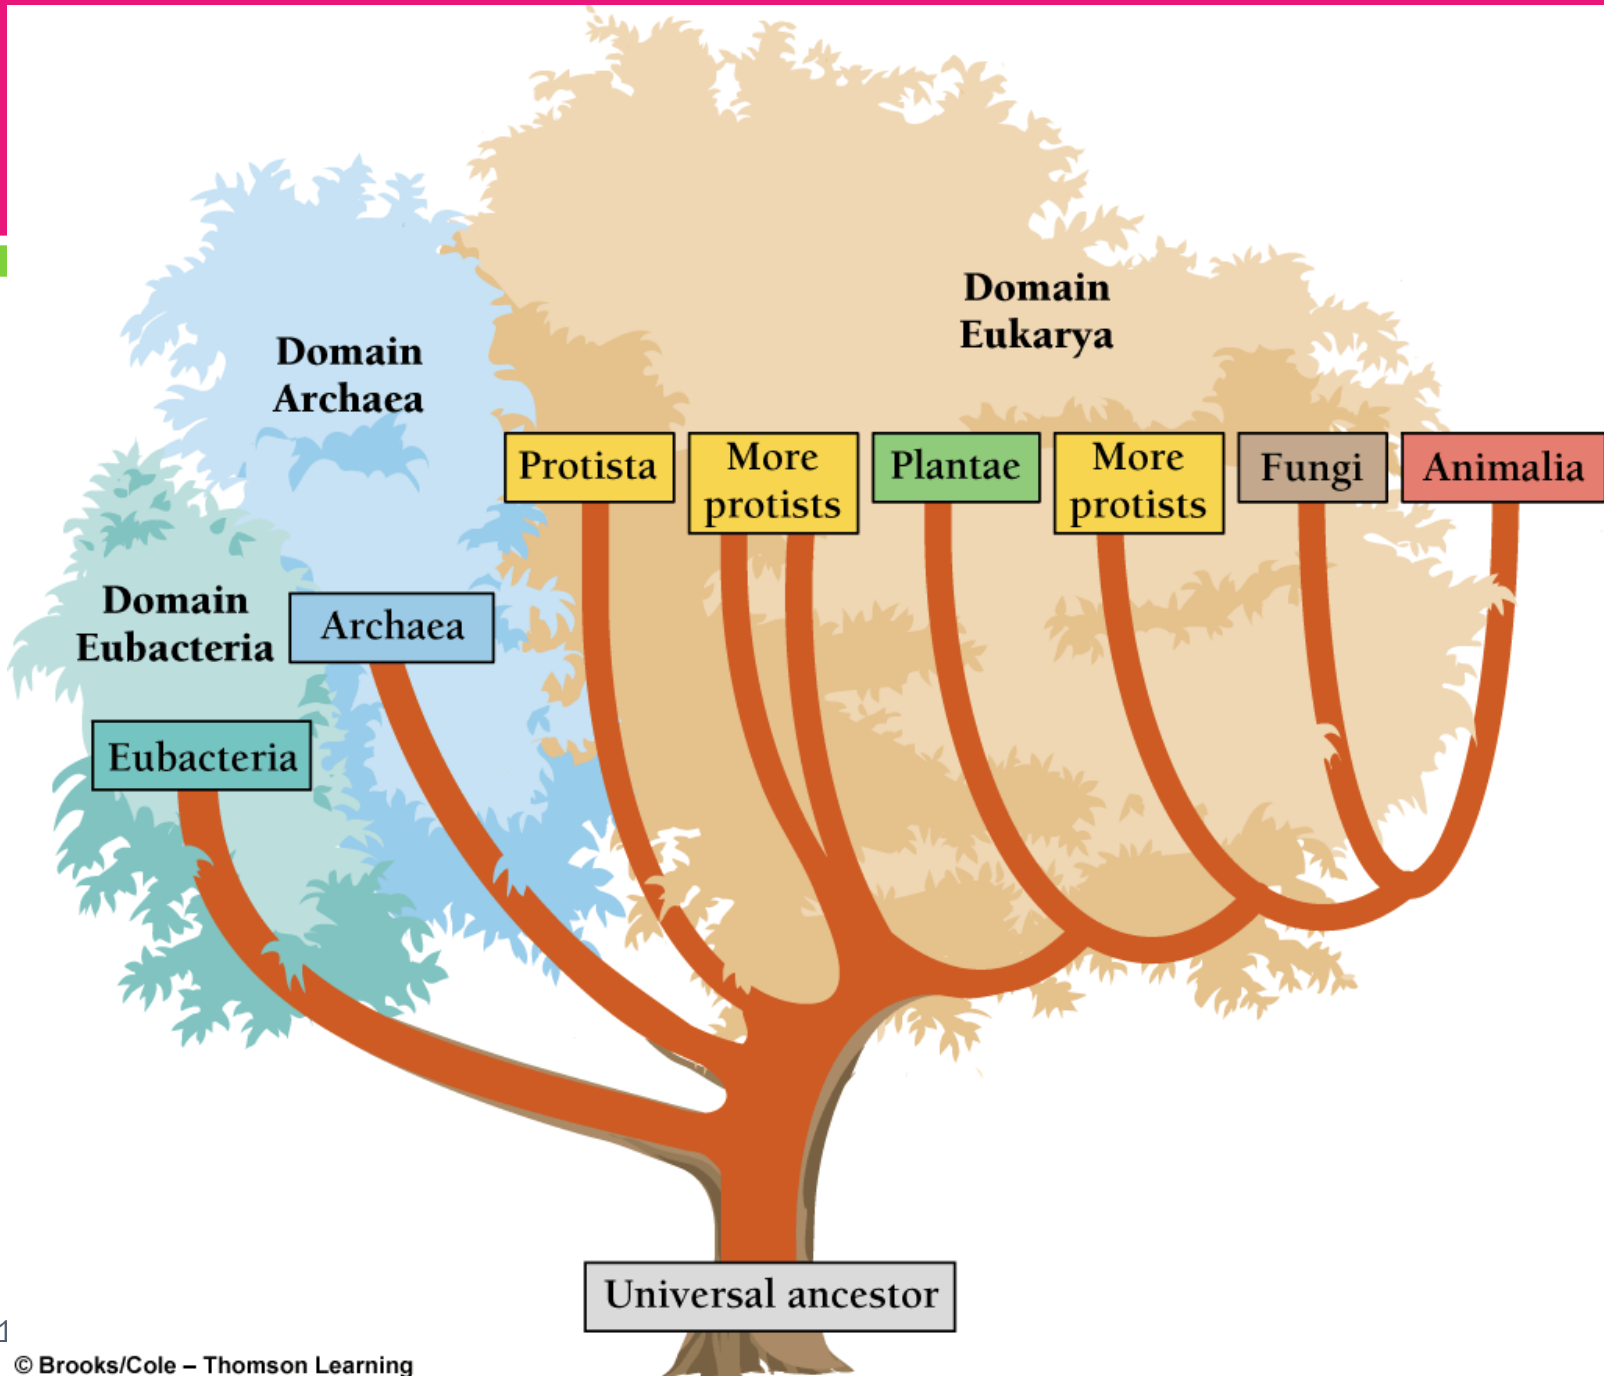 Domain
Eukarya
Domain
Archaea
Protista
More
protists
Plantae
More
protists
Fungi
Animalia
Domain
Eubacteria
Archaea
Eubacteria
Universal ancestor
© Brooks/Cole – Thomson Learning